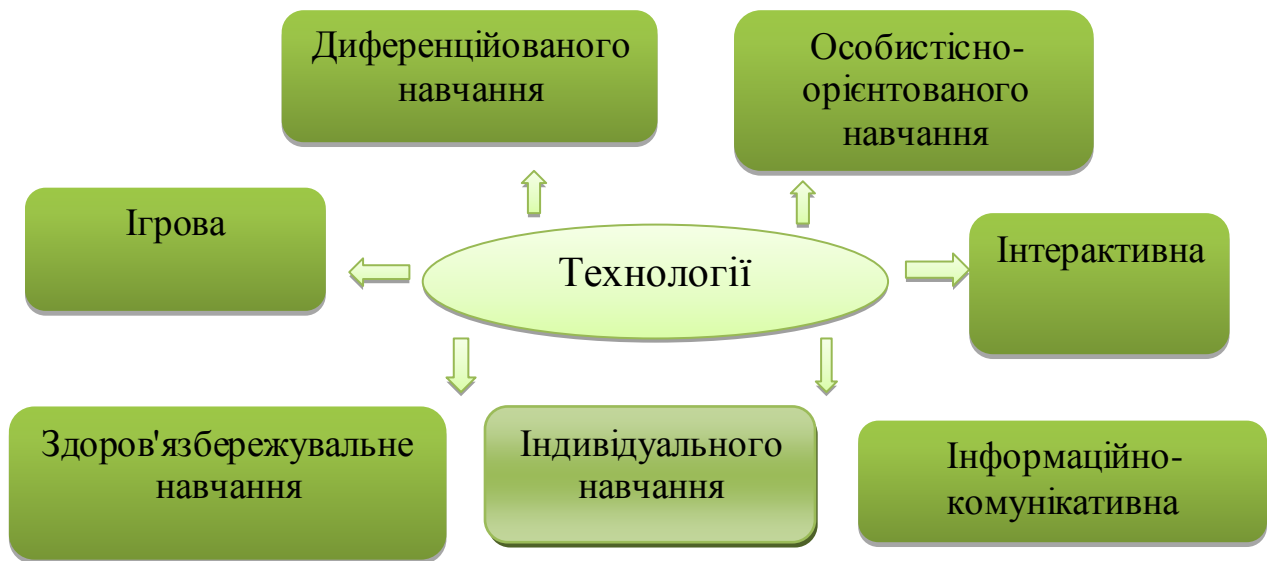 Диференційованого
навчання
Особистісно-
орієнтованого
навчання
Ігрова
Технології
Інтерактивна
Здоров'язбережувальне
навчання
Індивідуального
навчання
Інформаційно-
комунікативна